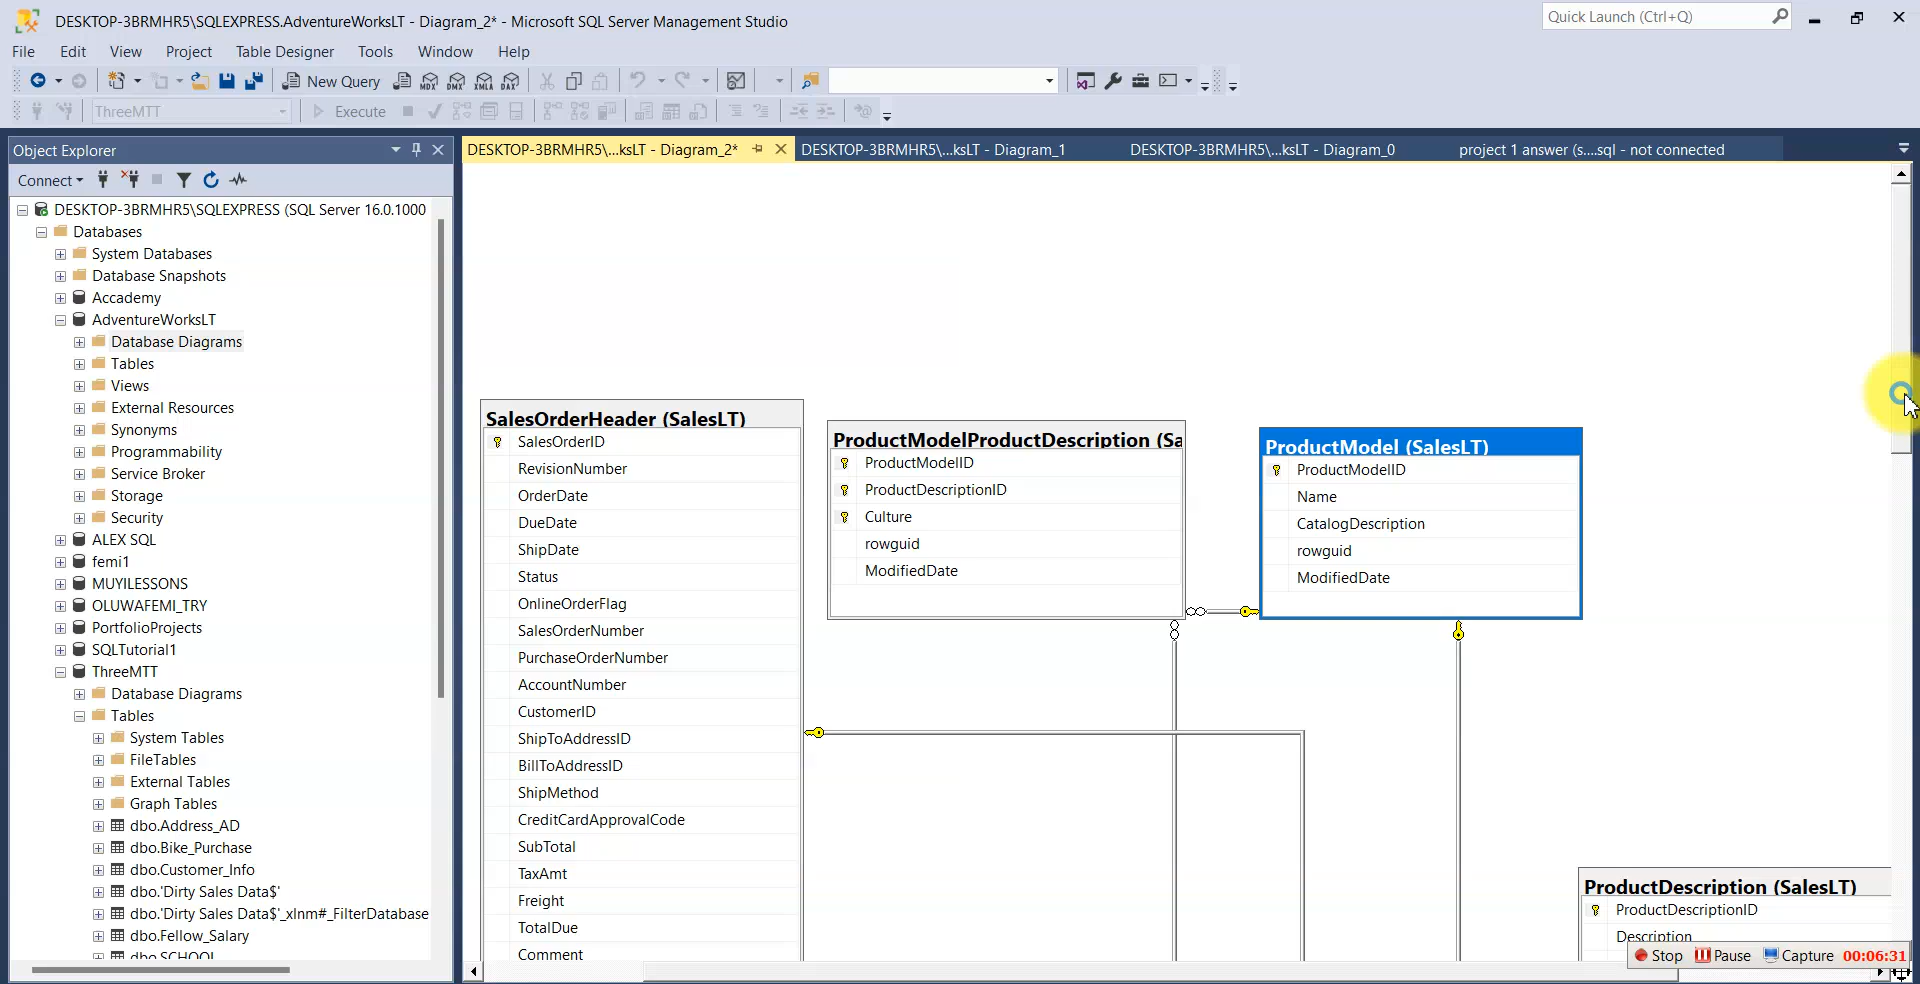 DESKTOP-3BRMHR5\SQLEXPRESS.AdventureWorksLT - Diagram_2* - Microsoft SQL Server Management Studio
Quick Launch (Ctrl+Q)
File Edit View Project Table Designer Tools Window Help
New Query MDX DMX XMLA DAX
ThreeMTT Execute
Object Explorer
DESKTOP-3BRMHR5\...ksLT - Diagram_2* DESKTOP-3BRMHR5\...ksLT - Diagram_1 DESKTOP-3BRMHR5\...ksLT - Diagram_0 project 1 answer (s....sql - not connected
Connect
DESKTOP-3BRMHR5\SQLEXPRESS (SQL Server 16.0.1000
Databases
System Databases
Database Snapshots
Accademy
AdventureWorksLT
Database Diagrams
Tables
Views
External Resources
Synonyms
Programmability
Service Broker
Storage
Security
ALEX SQL
femi1
MUYILESSONS
OLUWAFEMI_TRY
PortfolioProjects
SQLTutorial1
ThreeMTT
Database Diagrams
Tables
System Tables
FileTables
External Tables
Graph Tables
dbo.Address_AD
dbo.Bike_Purchase
dbo.Customer_Info
dbo.'Dirty Sales Data$'
dbo.'Dirty Sales Data$'_xlnm#_FilterDatabase
dbo.Fellow_Salary
dbo.SCHOOL
SalesOrderHeader (SalesLT)
SalesOrderID
RevisionNumber
OrderDate
DueDate
ShipDate
Status
OnlineOrderFlag
SalesOrderNumber
PurchaseOrderNumber
AccountNumber
CustomerID
ShipToAddressID
BillToAddressID
ShipMethod
CreditCardApprovalCode
SubTotal
TaxAmt
Freight
TotalDue
Comment
ProductModelProductDescription (Sa
ProductModelID
ProductDescriptionID
Culture
rowguid
ModifiedDate
ProductModel (SalesLT)
ProductModelID
Name
CatalogDescription
rowguid
ModifiedDate
ProductDescription (SalesLT)
ProductDescriptionID
Description
Stop Pause Capture 00:06:31